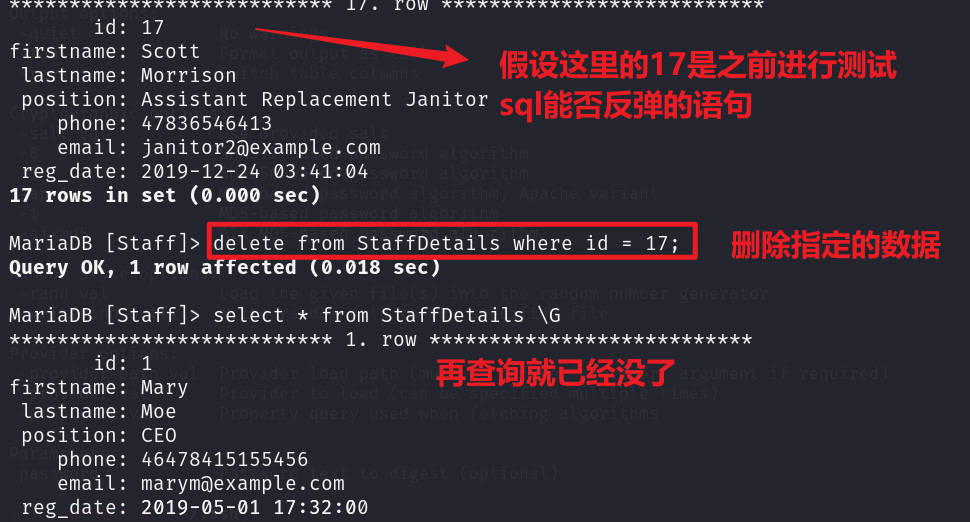 *************************** 17. row ***************************
id: 17
firstname: Scott
lastname: Morrison
position: Assistant Replacement Janitor
phone: 47836546413
email: janitor2@example.com
reg_date: 2019-12-24 03:41:04
17 rows in set (0.000 sec)
假设这里的17是之前进行测试
sql能否反弹的语句
MariaDB [Staff]> delete from StaffDetails where id = 17;
删除指定的数据
Query OK, 1 row affected (0.018 sec)
MariaDB [Staff]> select * from StaffDetails \G
*************************** 1. row ***************************
再查询就已经没了
id: 1
firstname: Mary
lastname: Moe
position: CEO
phone: 46478415155456
email: marym@example.com
reg_date: 2019-05-01 17:32:00